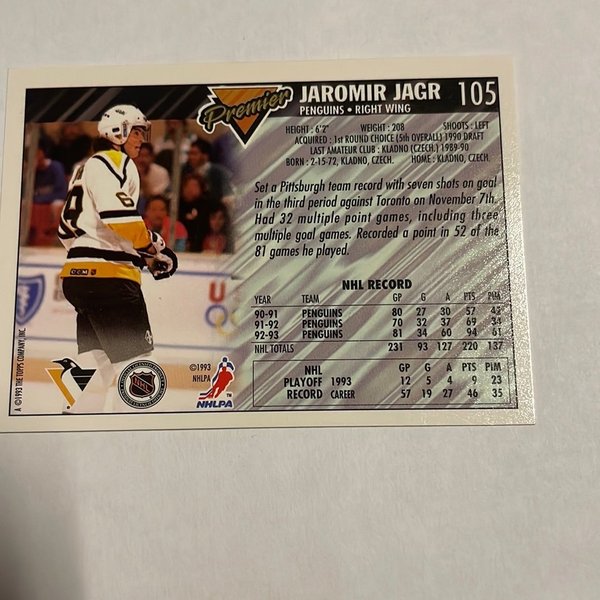 Premier
JAROMIR JAGR 105
PENGUINS • RIGHT WING
HEIGHT : 6'2" WEIGHT : 208 SHOOTS : LEFT
ACQUIRED : 1ST ROUND CHOICE (5TH OVERALL) 1990 DRAFT
LAST AMATEUR CLUB : KLADNO (CZECH.) 1989-90
BORN : 2-15-72, KLADNO, CZECH. HOME : KLADNO, CZECH.
Set a Pittsburgh team record with seven shots on goal
in the third period against Toronto on November 7th.
Had 32 multiple point games, including three
multiple goal games. Recorded a point in 52 of the
81 games he played.
NHL RECORD
YEAR TEAM GP G A PTS PiM
90-91 PENGUINS 80 27 30 57 42
91-92 PENGUINS 70 32 37 69 34
92-93 PENGUINS 81 34 60 94 61
NHL TOTALS 231 93 127 220 137
NHL GP G A PTS PiM
PLAYOFF 1993 12 5 4 9 23
RECORD CAREER 57 19 27 46 35
©1993
NHLPA
NHLPA TM
NHL
CCM
A ©1993 THE TOPPS COMPANY, INC.